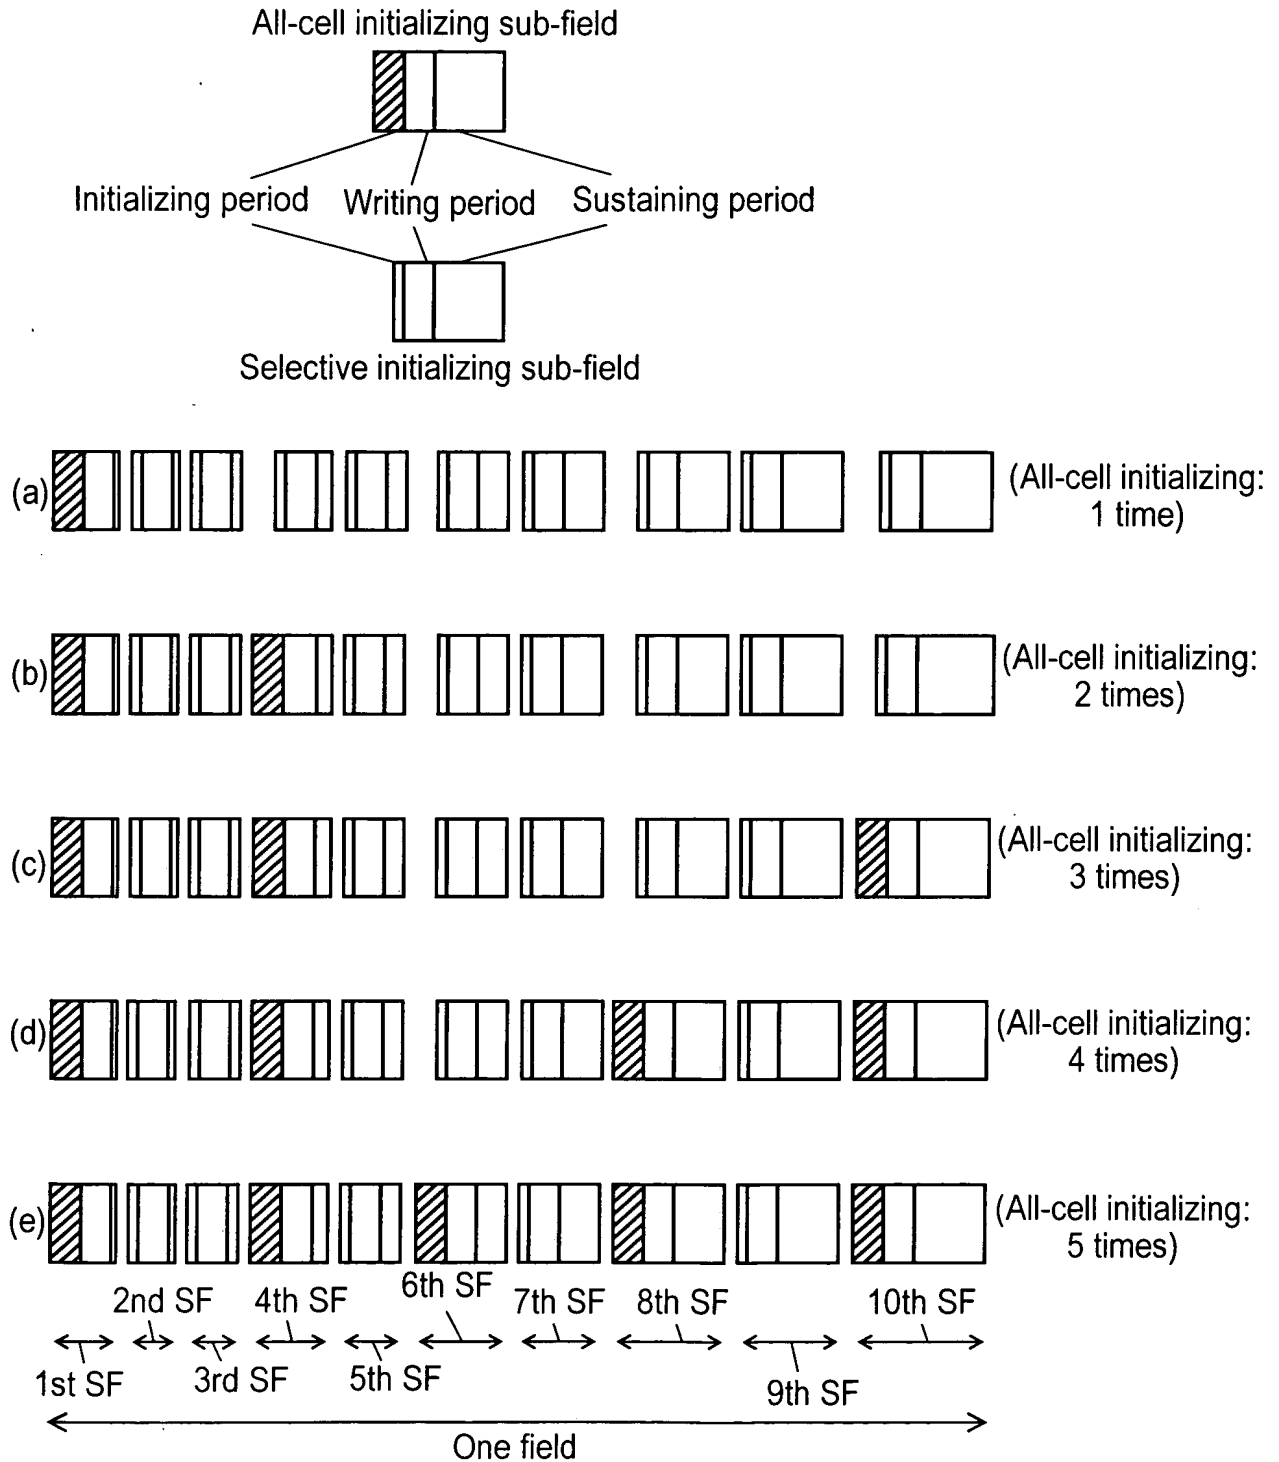 All-cell initializing sub-field
Initializing period
Writing period
Sustaining period
Selective initializing sub-field
(a)
(All-cell initializing:
1 time)
(b)
(All-cell initializing:
2 times)
(c)
(All-cell initializing:
3 times)
(d)
(All-cell initializing:
4 times)
(e)
(All-cell initializing:
5 times)
2nd SF
4th SF
6th SF
7th SF
8th SF
10th SF
1st SF
3rd SF
5th SF
9th SF
One field